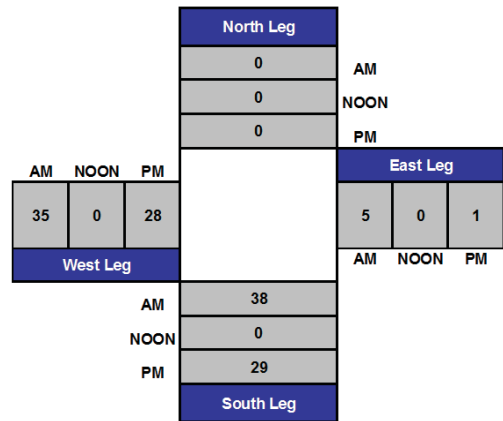 North Leg
0
AM
0
NOON
0
PM
AM NOON PM
East Leg
35 0 28
5 0 1
West Leg
AM NOON PM
AM
38
NOON
0
PM
29
South Leg